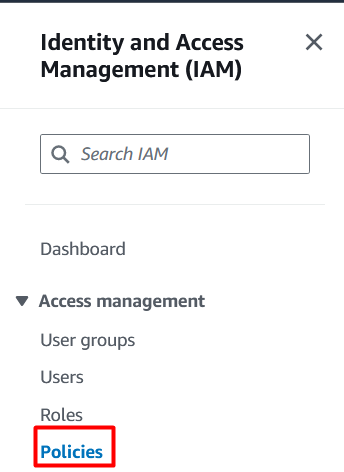 Identity and Access
Management (IAM)
Search IAM
Dashboard
Access management
User groups
Users
Roles
Policies